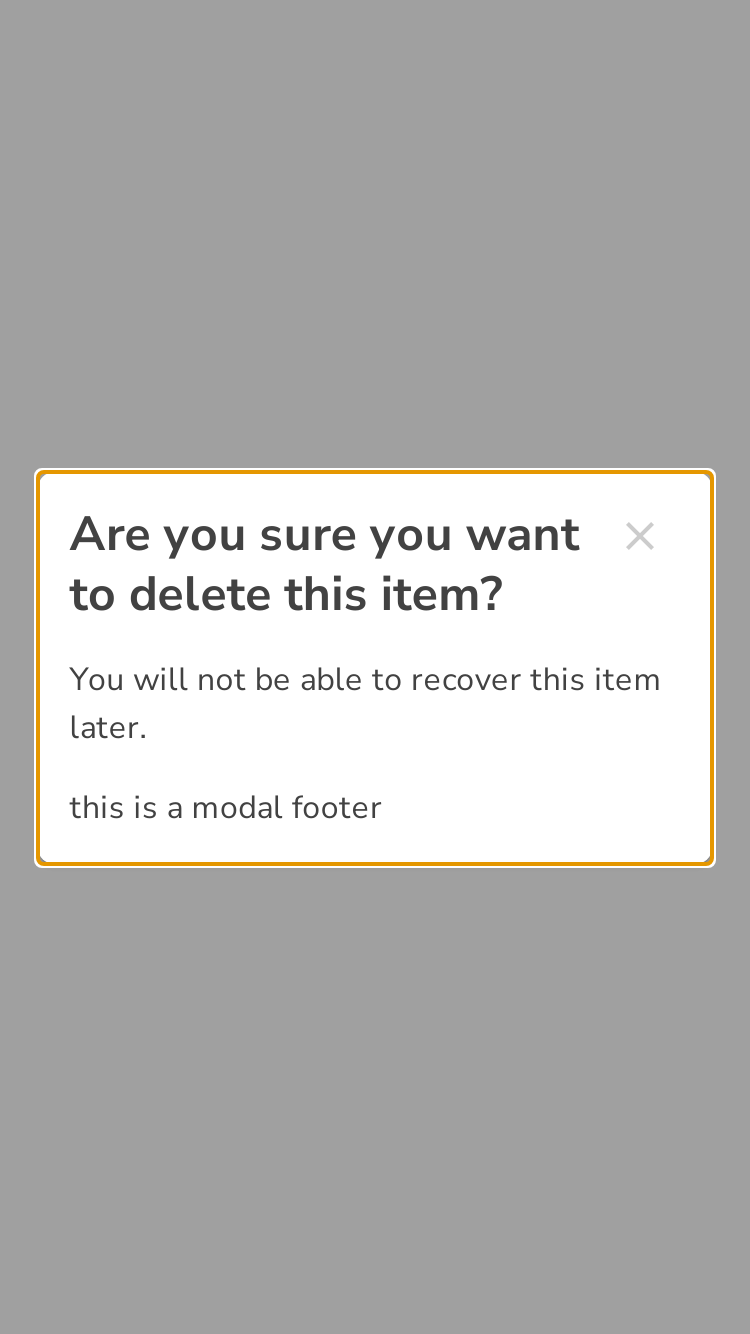 Are you sure you want
to delete this item?
You will not be able to recover this item
later.
this is a modal footer